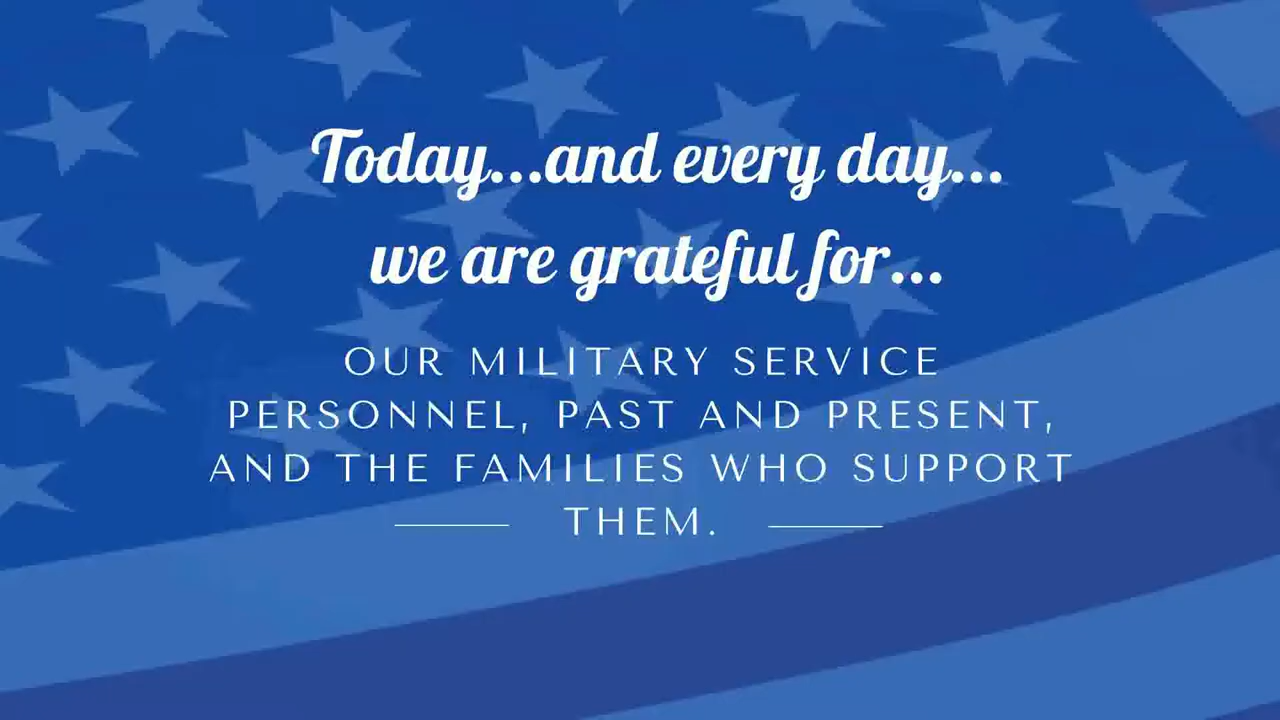 Today...and every day...
we are grateful for...
OUR MILITARY SERVICE
PERSONNEL, PAST AND PRESENT,
AND THE FAMILIES WHO SUPPORT
THEM.